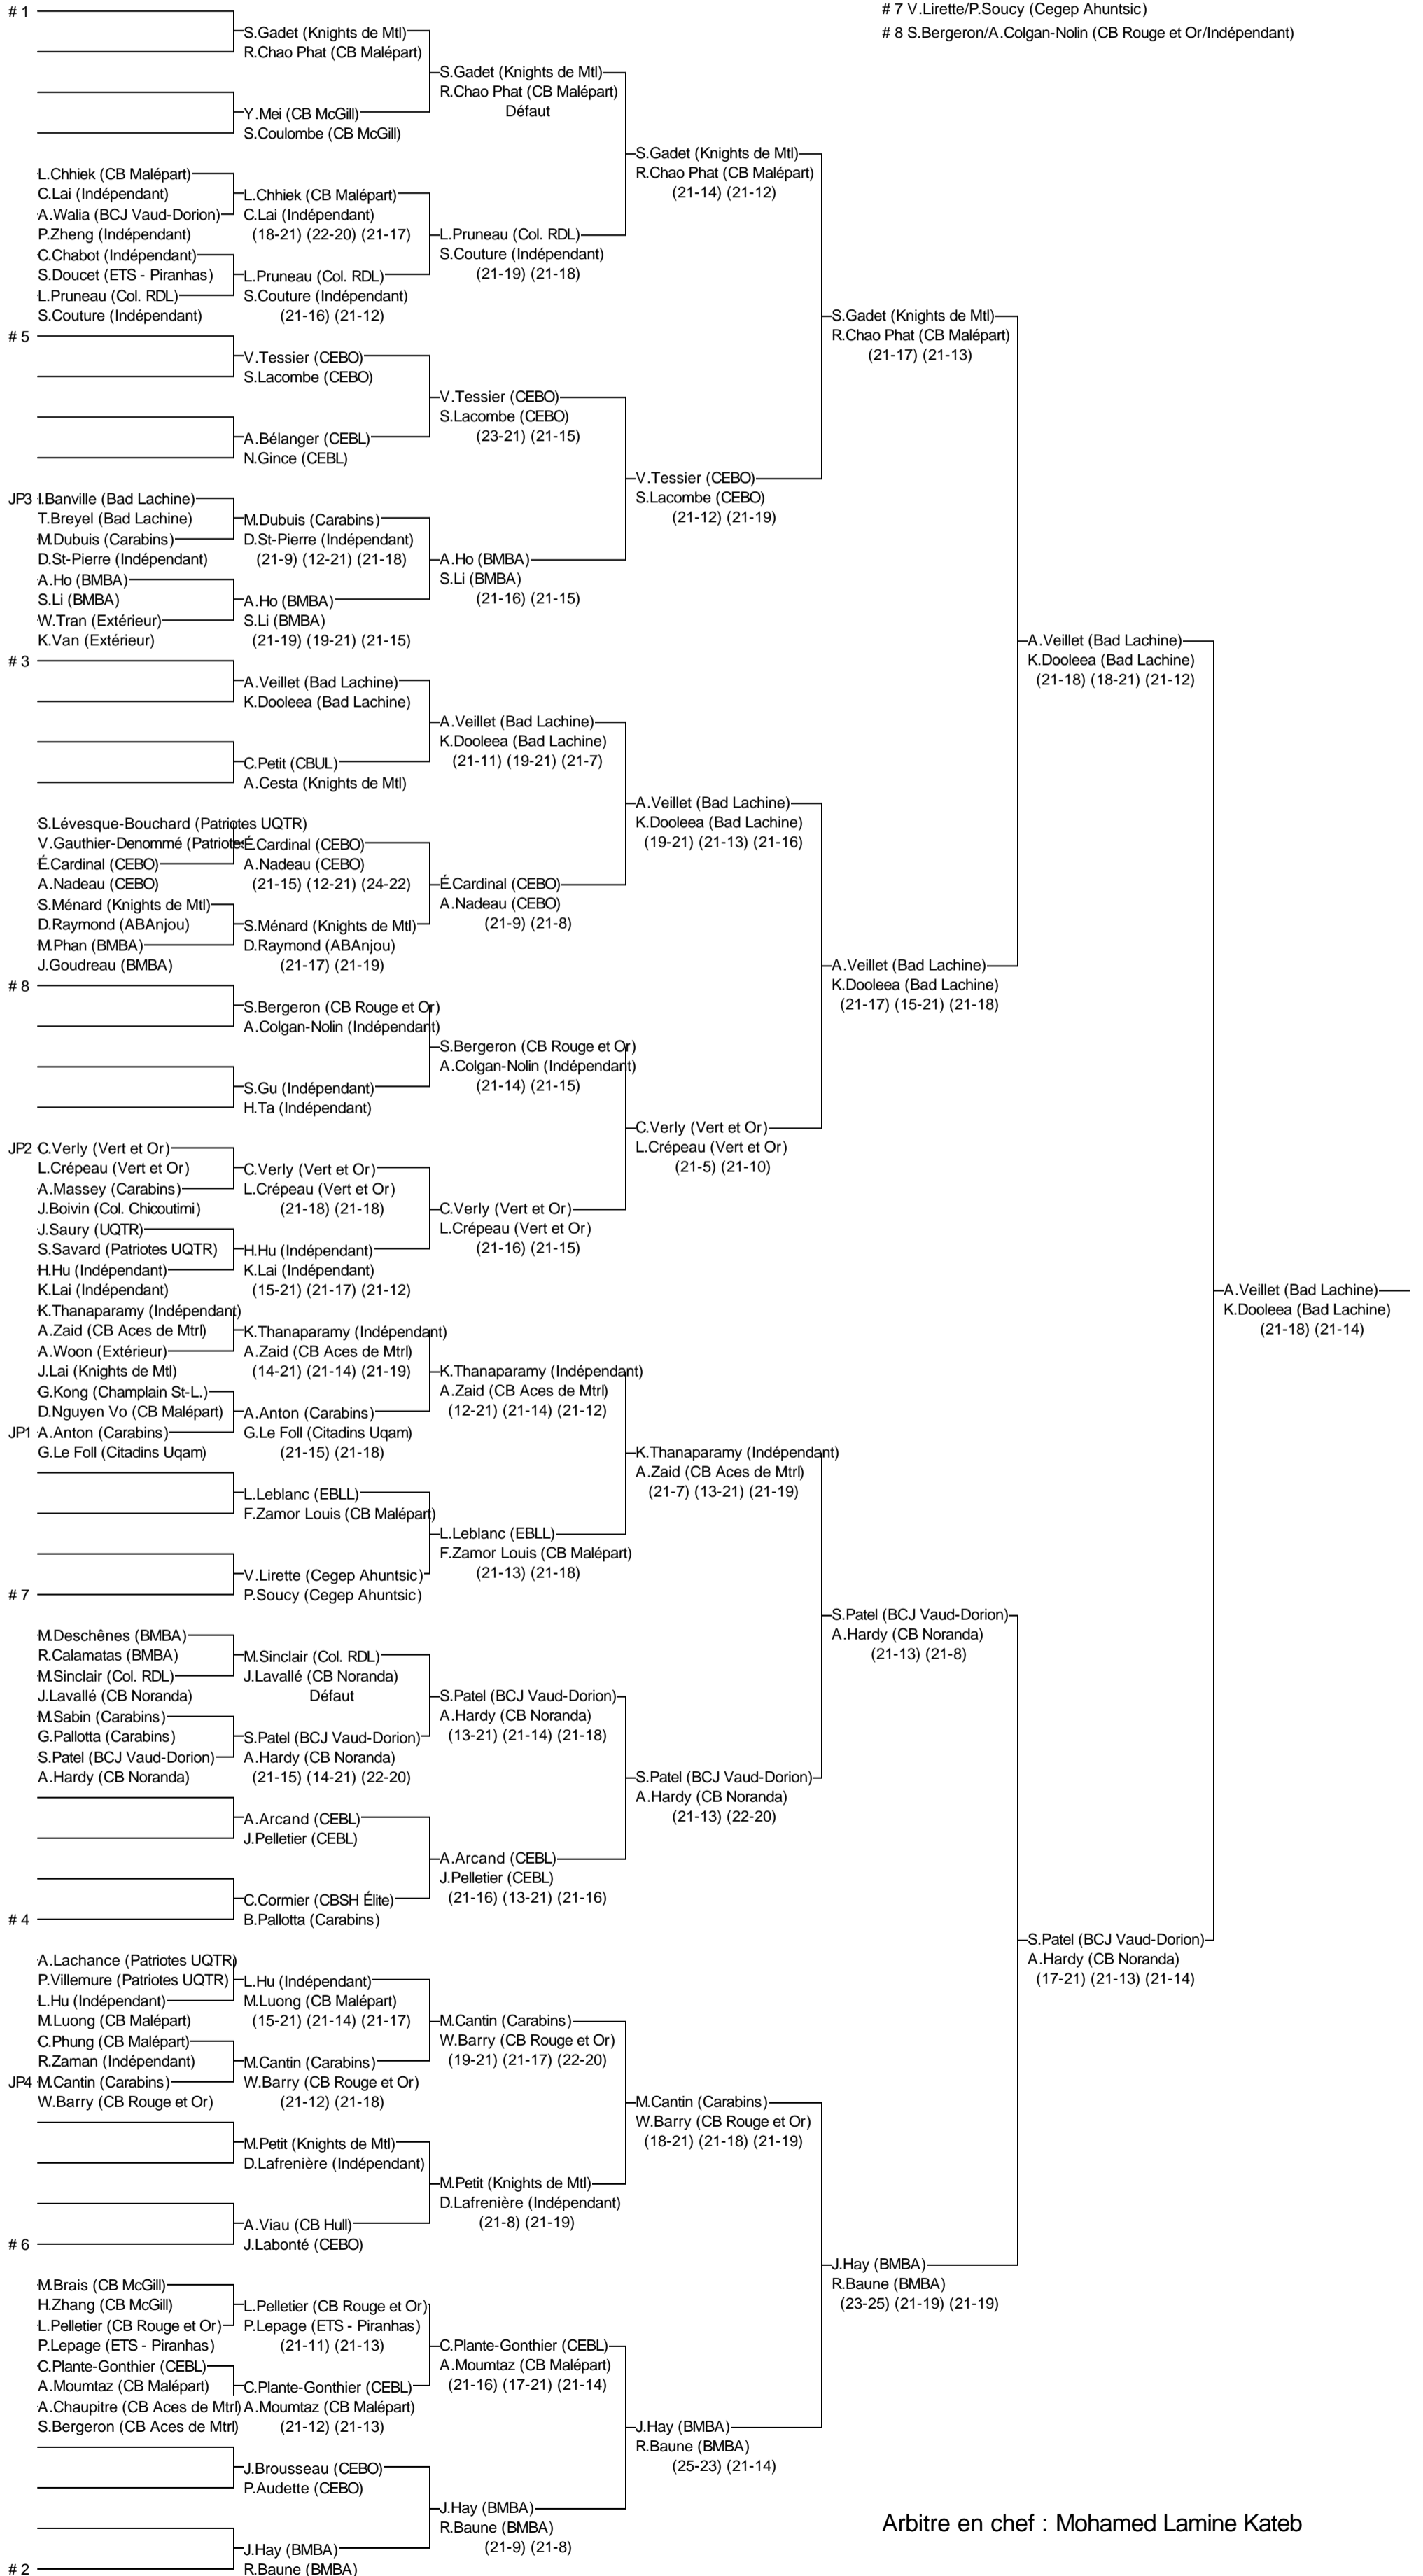 # 7 V.Lirette/P.Soucy (Cegep Ahuntsic)
# 8 S.Bergeron/A.Colgan-Nolin (CB Rouge et Or/Indépendant)
# 1
L.Chhiek (CB Malépart)
C.Lai (Indépendant)
A.Walia (BCJ Vaud-Dorion)
P.Zheng (Indépendant)
C.Chabot (Indépendant)
S.Doucet (ETS - Piranhas)
L.Pruneau (Col. RDL)
S.Couture (Indépendant)
# 5
JP3 I.Banville (Bad Lachine)
T.Breyel (Bad Lachine)
M.Dubuis (Carabins)
D.St-Pierre (Indépendant)
A.Ho (BMBA)
S.Li (BMBA)
W.Tran (Extérieur)
K.Van (Extérieur)
# 3
S.Lévesque-Bouchard (Patriotes UQTR)
V.Gauthier-Denommé (Patriotes
É.Cardinal (CEBO)
A.Nadeau (CEBO)
S.Ménard (Knights de Mtl)
D.Raymond (ABAnjou)
M.Phan (BMBA)
J.Goudreau (BMBA)
# 8
JP2 C.Verly (Vert et Or)
L.Crépeau (Vert et Or)
A.Massey (Carabins)
J.Boivin (Col. Chicoutimi)
J.Saury (UQTR)
S.Savard (Patriotes UQTR)
H.Hu (Indépendant)
K.Lai (Indépendant)
K.Thanaparamy (Indépendant)
A.Zaid (CB Aces de Mtrl)
A.Woon (Extérieur)
J.Lai (Knights de Mtl)
G.Kong (Champlain St-L.)
D.Nguyen Vo (CB Malépart)
JP1 A.Anton (Carabins)
G.Le Foll (Citadins Uqam)
# 7
M.Deschênes (BMBA)
R.Calamatas (BMBA)
M.Sinclair (Col. RDL)
J.Lavallé (CB Noranda)
M.Sabin (Carabins)
G.Pallotta (Carabins)
S.Patel (BCJ Vaud-Dorion)
A.Hardy (CB Noranda)
# 4
A.Lachance (Patriotes UQTR)
P.Villemure (Patriotes UQTR)
L.Hu (Indépendant)
M.Luong (CB Malépart)
C.Phung (CB Malépart)
R.Zaman (Indépendant)
JP4 M.Cantin (Carabins)
W.Barry (CB Rouge et Or)
# 6
M.Brais (CB McGill)
H.Zhang (CB McGill)
L.Pelletier (CB Rouge et Or)
P.Lepage (ETS - Piranhas)
C.Plante-Gonthier (CEBL)
A.Moumtaz (CB Malépart)
A.Chaupitre (CB Aces de Mtrl)
S.Bergeron (CB Aces de Mtrl)
# 2
S.Gadet (Knights de Mtl)
R.Chao Phat (CB Malépart)
Y.Mei (CB McGill)
S.Coulombe (CB McGill)
L.Chhiek (CB Malépart)
C.Lai (Indépendant)
(18-21) (22-20) (21-17)
L.Pruneau (Col. RDL)
S.Couture (Indépendant)
(21-16) (21-12)
V.Tessier (CEBO)
S.Lacombe (CEBO)
A.Bélanger (CEBL)
N.Gince (CEBL)
M.Dubuis (Carabins)
D.St-Pierre (Indépendant)
(21-9) (12-21) (21-18)
A.Ho (BMBA)
S.Li (BMBA)
(21-19) (19-21) (21-15)
A.Veillet (Bad Lachine)
K.Dooleea (Bad Lachine)
C.Petit (CBUL)
A.Cesta (Knights de Mtl)
É.Cardinal (CEBO)
A.Nadeau (CEBO)
(21-15) (12-21) (24-22)
S.Ménard (Knights de Mtl)
D.Raymond (ABAnjou)
(21-17) (21-19)
S.Bergeron (CB Rouge et Or)
A.Colgan-Nolin (Indépendant)
S.Gu (Indépendant)
H.Ta (Indépendant)
C.Verly (Vert et Or)
L.Crépeau (Vert et Or)
(21-18) (21-18)
H.Hu (Indépendant)
K.Lai (Indépendant)
(15-21) (21-17) (21-12)
K.Thanaparamy (Indépendant)
A.Zaid (CB Aces de Mtrl)
(14-21) (21-14) (21-19)
A.Anton (Carabins)
G.Le Foll (Citadins Uqam)
(21-15) (21-18)
L.Leblanc (EBLL)
F.Zamor Louis (CB Malépart)
V.Lirette (Cegep Ahuntsic)
P.Soucy (Cegep Ahuntsic)
M.Sinclair (Col. RDL)
J.Lavallé (CB Noranda)
Défaut
S.Patel (BCJ Vaud-Dorion)
A.Hardy (CB Noranda)
(21-15) (14-21) (22-20)
A.Arcand (CEBL)
J.Pelletier (CEBL)
C.Cormier (CBSH Élite)
B.Pallotta (Carabins)
L.Hu (Indépendant)
M.Luong (CB Malépart)
(15-21) (21-14) (21-17)
M.Cantin (Carabins)
W.Barry (CB Rouge et Or)
(21-12) (21-18)
M.Petit (Knights de Mtl)
D.Lafrenière (Indépendant)
A.Viau (CB Hull)
J.Labonté (CEBO)
L.Pelletier (CB Rouge et Or)
P.Lepage (ETS - Piranhas)
(21-11) (21-13)
C.Plante-Gonthier (CEBL)
A.Moumtaz (CB Malépart)
(21-12) (21-13)
J.Brousseau (CEBO)
P.Audette (CEBO)
J.Hay (BMBA)
R.Baune (BMBA)
S.Gadet (Knights de Mtl)
R.Chao Phat (CB Malépart)
Défaut
L.Pruneau (Col. RDL)
S.Couture (Indépendant)
(21-19) (21-18)
V.Tessier (CEBO)
S.Lacombe (CEBO)
(23-21) (21-15)
A.Ho (BMBA)
S.Li (BMBA)
(21-16) (21-15)
A.Veillet (Bad Lachine)
K.Dooleea (Bad Lachine)
(21-11) (19-21) (21-7)
É.Cardinal (CEBO)
A.Nadeau (CEBO)
(21-9) (21-8)
S.Bergeron (CB Rouge et Or)
A.Colgan-Nolin (Indépendant)
(21-14) (21-15)
C.Verly (Vert et Or)
L.Crépeau (Vert et Or)
(21-16) (21-15)
K.Thanaparamy (Indépendant)
A.Zaid (CB Aces de Mtrl)
(12-21) (21-14) (21-12)
L.Leblanc (EBLL)
F.Zamor Louis (CB Malépart)
(21-13) (21-18)
S.Patel (BCJ Vaud-Dorion)
A.Hardy (CB Noranda)
(13-21) (21-14) (21-18)
A.Arcand (CEBL)
J.Pelletier (CEBL)
(21-16) (13-21) (21-16)
M.Cantin (Carabins)
W.Barry (CB Rouge et Or)
(19-21) (21-17) (22-20)
M.Petit (Knights de Mtl)
D.Lafrenière (Indépendant)
(21-8) (21-19)
C.Plante-Gonthier (CEBL)
A.Moumtaz (CB Malépart)
(21-16) (17-21) (21-14)
J.Hay (BMBA)
R.Baune (BMBA)
(21-9) (21-8)
S.Gadet (Knights de Mtl)
R.Chao Phat (CB Malépart)
(21-14) (21-12)
V.Tessier (CEBO)
S.Lacombe (CEBO)
(21-12) (21-19)
A.Veillet (Bad Lachine)
K.Dooleea (Bad Lachine)
(19-21) (21-13) (21-16)
C.Verly (Vert et Or)
L.Crépeau (Vert et Or)
(21-5) (21-10)
K.Thanaparamy (Indépendant)
A.Zaid (CB Aces de Mtrl)
(21-7) (13-21) (21-19)
S.Patel (BCJ Vaud-Dorion)
A.Hardy (CB Noranda)
(21-13) (22-20)
M.Cantin (Carabins)
W.Barry (CB Rouge et Or)
(18-21) (21-18) (21-19)
J.Hay (BMBA)
R.Baune (BMBA)
(25-23) (21-14)
S.Gadet (Knights de Mtl)
R.Chao Phat (CB Malépart)
(21-17) (21-13)
A.Veillet (Bad Lachine)
K.Dooleea (Bad Lachine)
(21-17) (15-21) (21-18)
S.Patel (BCJ Vaud-Dorion)
A.Hardy (CB Noranda)
(21-13) (21-8)
J.Hay (BMBA)
R.Baune (BMBA)
(23-25) (21-19) (21-19)
A.Veillet (Bad Lachine)
K.Dooleea (Bad Lachine)
(21-18) (18-21) (21-12)
S.Patel (BCJ Vaud-Dorion)
A.Hardy (CB Noranda)
(17-21) (21-13) (21-14)
A.Veillet (Bad Lachine)
K.Dooleea (Bad Lachine)
(21-18) (21-14)
Arbitre en chef : Mohamed Lamine Kateb